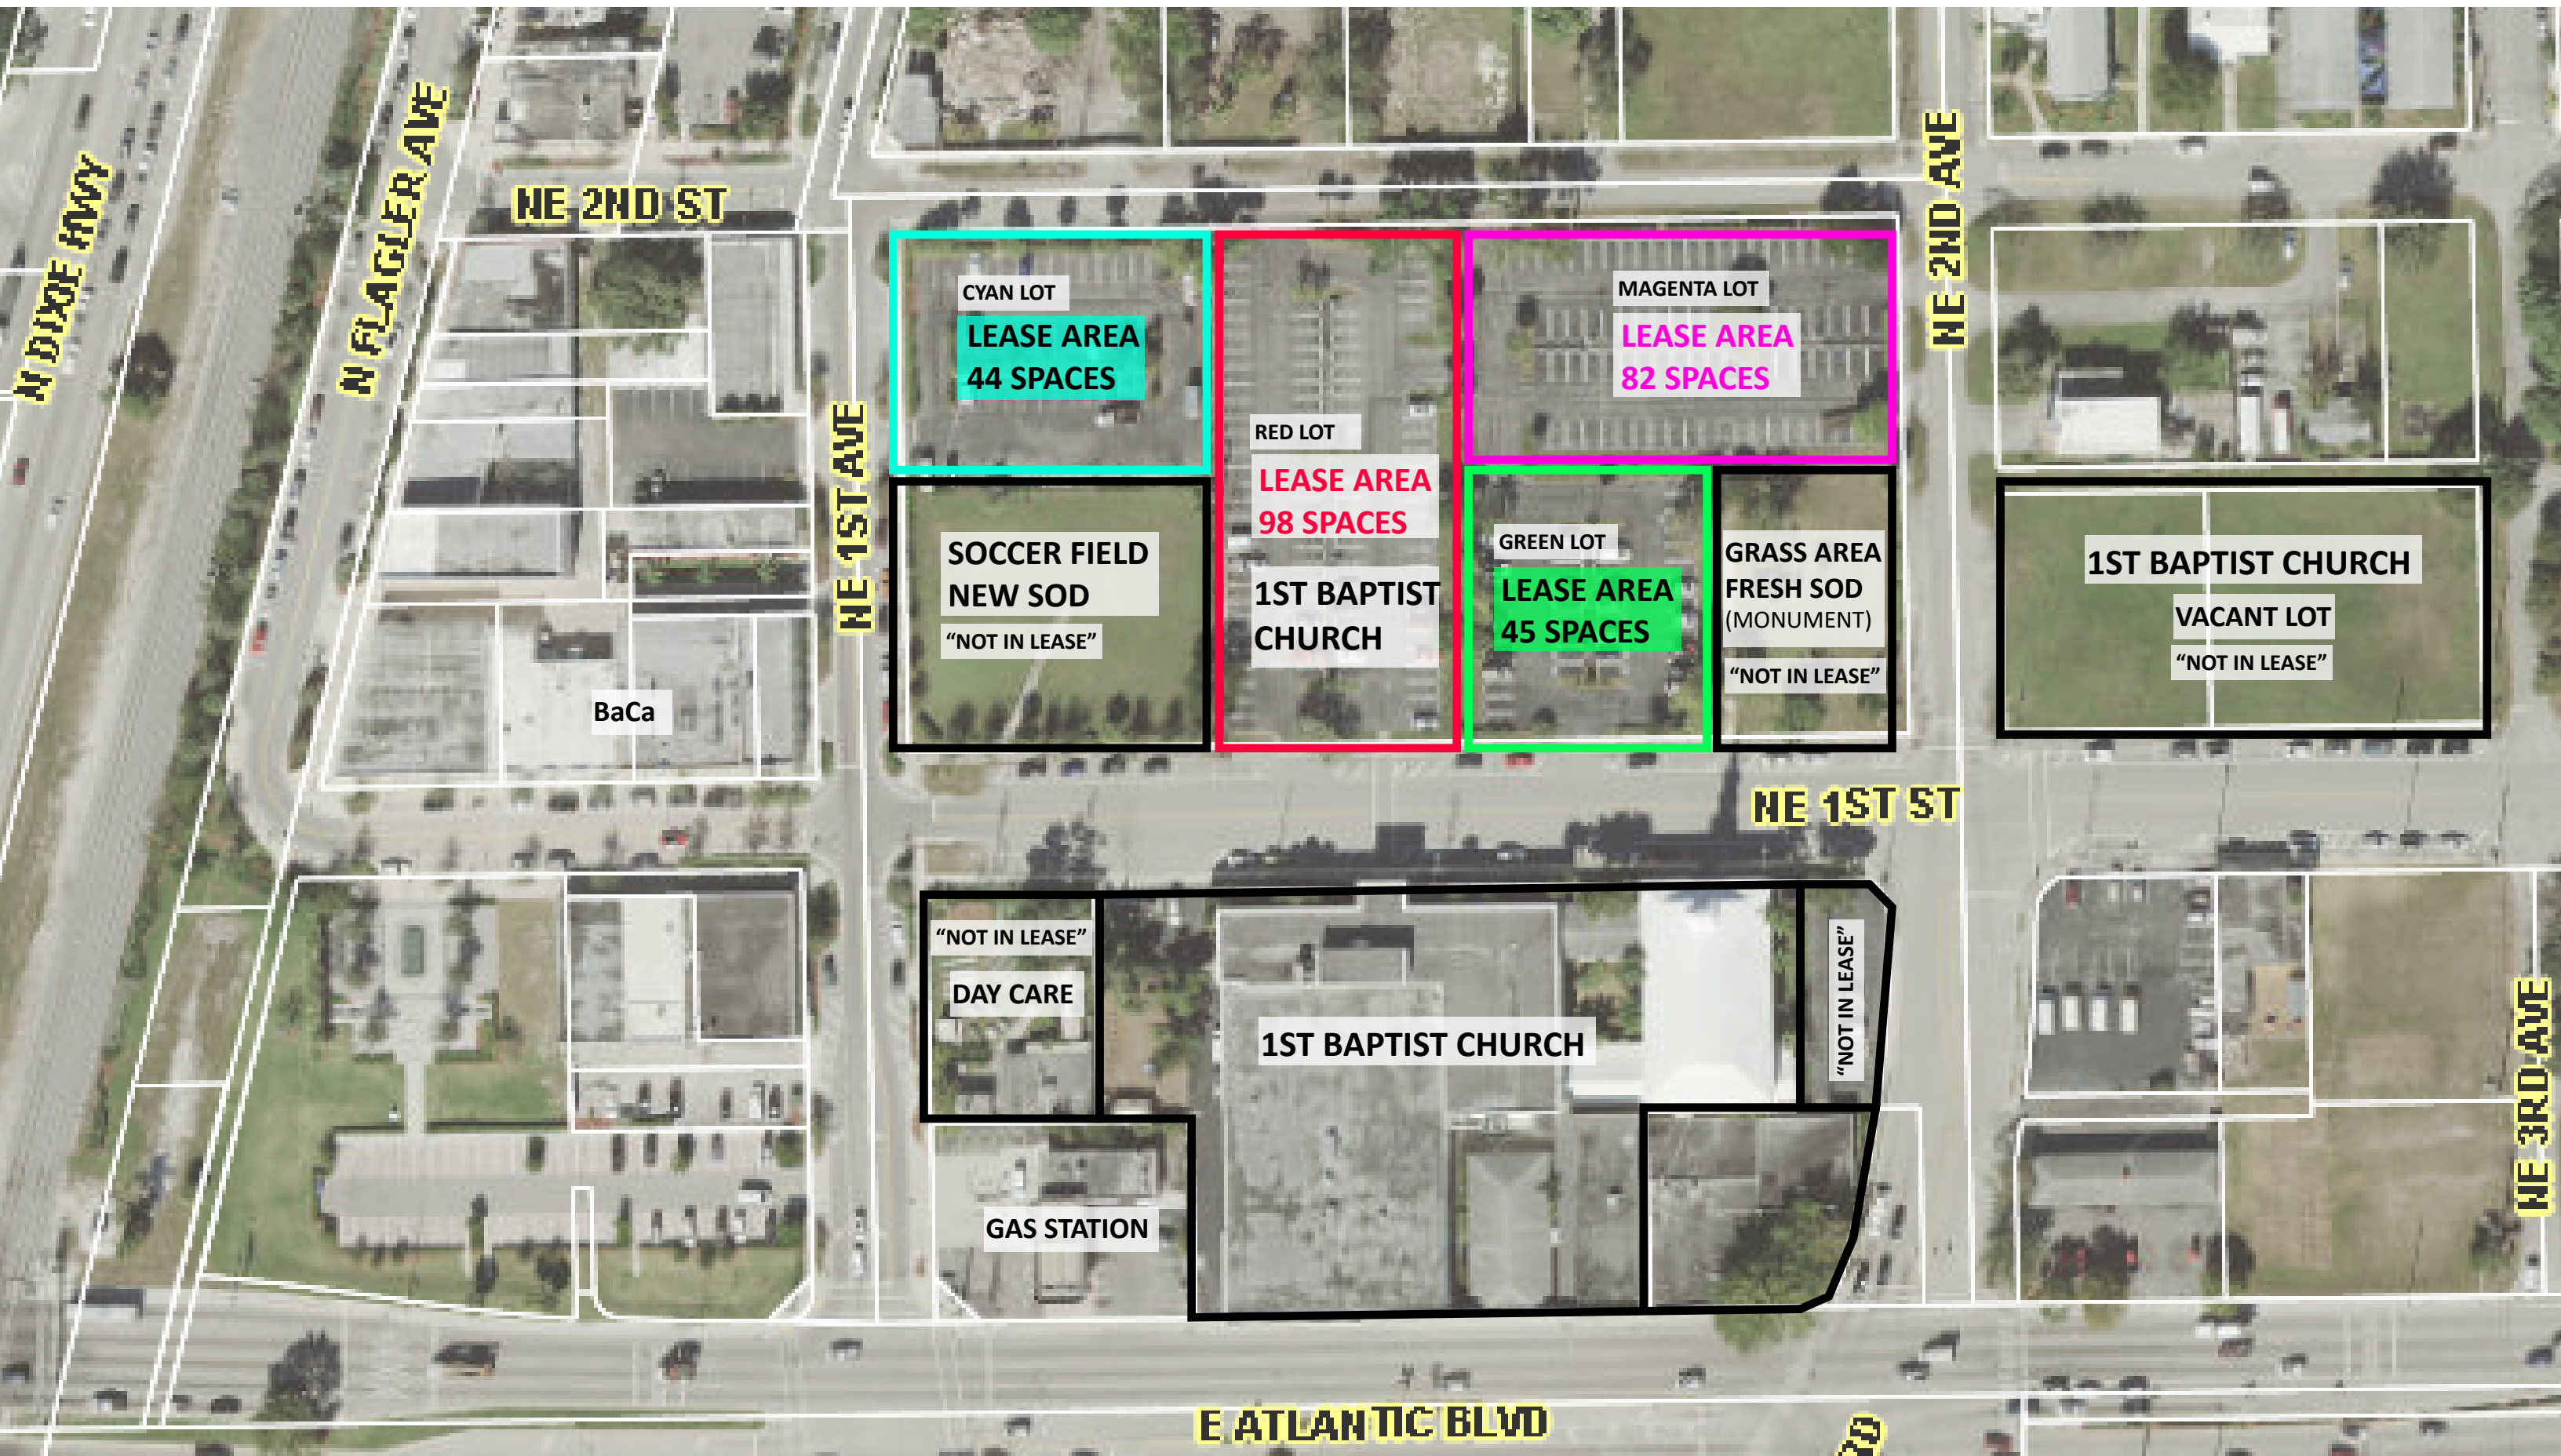 N DIXIE HWY
N FLAGLER AVE
NE 2ND ST
NE 1ST AVE
NE 2ND AVE
CYAN LOT
LEASE AREA
44 SPACES
MAGENTA LOT
LEASE AREA
82 SPACES
RED LOT
LEASE AREA
98 SPACES
1ST BAPTIST
CHURCH
SOCCER FIELD
NEW SOD
“NOT IN LEASE”
GREEN LOT
LEASE AREA
45 SPACES
GRASS AREA
FRESH SOD
(MONUMENT)
“NOT IN LEASE”
1ST BAPTIST CHURCH
VACANT LOT
“NOT IN LEASE”
BaCa
NE 1ST ST
“NOT IN LEASE”
DAY CARE
1ST BAPTIST CHURCH
“NOT IN LEASE”
GAS STATION
NE 3RD AVE
E ATLANTIC BLVD